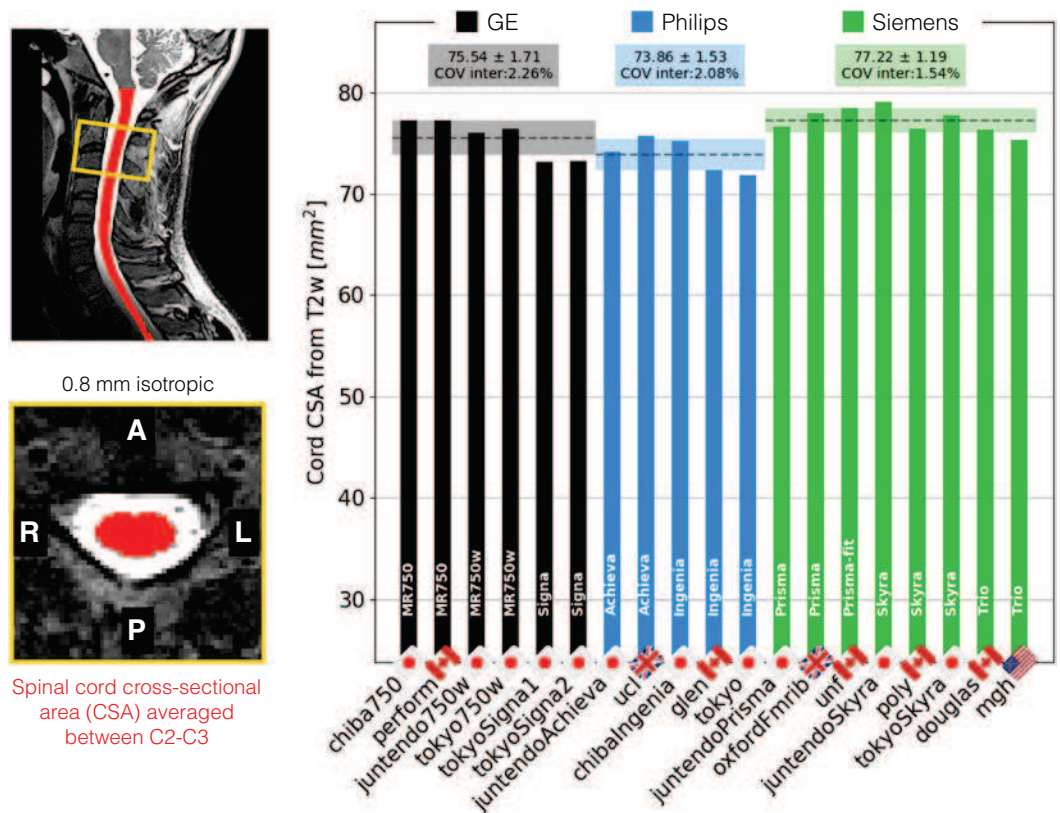 0.8 mm isotropic
A
R
L
P
Spinal cord cross-sectional
area (CSA) averaged
between C2-C3
GE
Philips
Siemens
75.54 ± 1.71
COV inter:2.26%
73.86 ± 1.53
COV inter:2.08%
77.22 ± 1.19
COV inter:1.54%
Cord CSA from T2w [mm²]
80
70
60
50
40
30
MR750
MR750
MR750w
MR750w
Signa
Signa
Achieva
Achieva
Ingenia
Ingenia
Ingenia
Prisma
Prisma
Prisma-fit
Skyra
Skyra
Skyra
Trio
Trio
chiba750
perform
juntendo750w
tokyo750w
tokyoSigna1
tokyoSigna2
juntendoAchieva
ucl
chibaIngenia
glen
tokyo
juntendoPrisma
oxfordFmrib
unf
juntendoSkyra
poly
tokyoSkyra
douglas
mgh